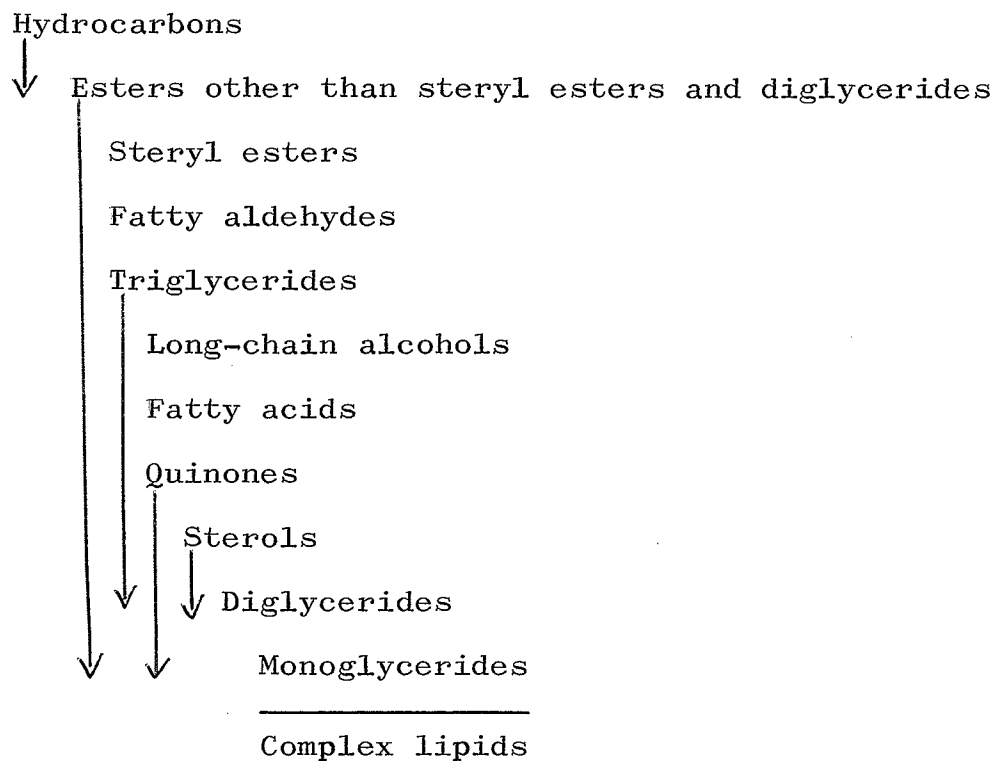 Hydrocarbons
Esters other than steryl esters and diglycerides
Steryl esters
Fatty aldehydes
Triglycerides
Long-chain alcohols
Fatty acids
Quinones
Sterols
Diglycerides
Monoglycerides
Complex lipids